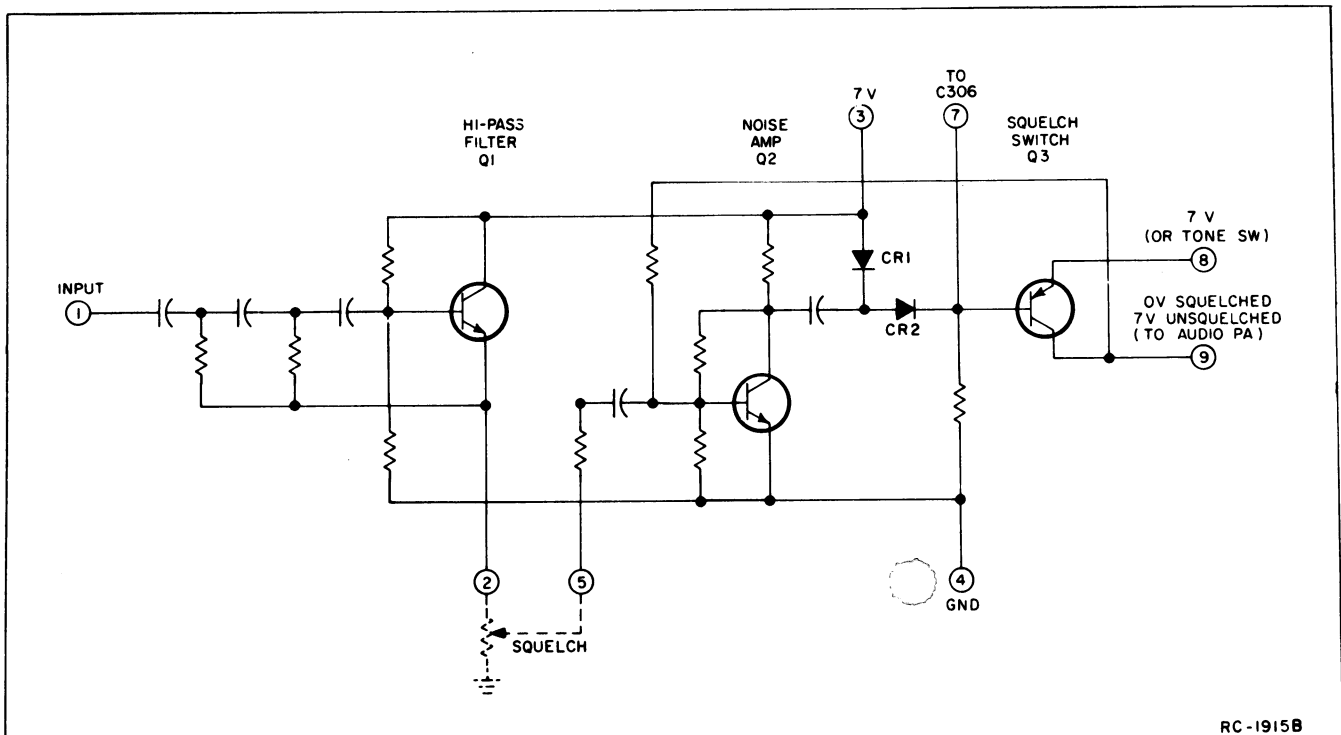 HI-PASS
FILTER
Q1
NOISE
AMP
Q2
7 V
3
TO
C306
7
SQUELCH
SWITCH
Q3
7 V
(OR TONE SW)
8
CR1
INPUT
1
CR2
0V SQUELCHED
7V UNSQUELCHED
(TO AUDIO PA)
9
2
5
4
GND
SQUELCH
RC-1915B